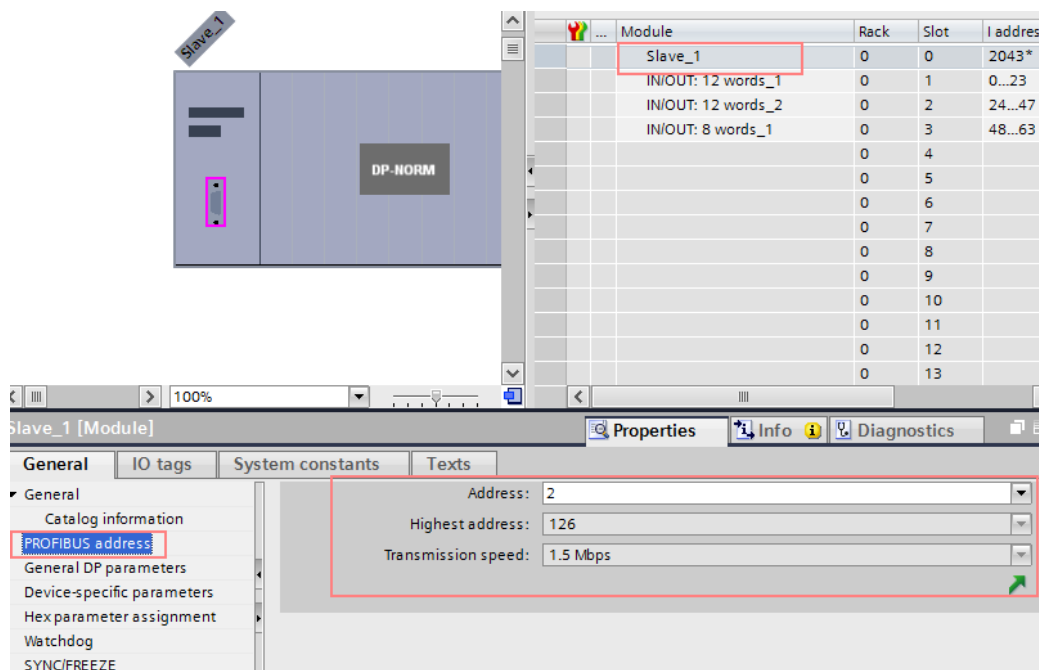 Slave_1
DP-NORM
100%
... Module Rack Slot I addres
Slave_1 0 0 2043*
IN/OUT: 12 words_1 0 1 0...23
IN/OUT: 12 words_2 0 2 24...47
IN/OUT: 8 words_1 0 3 48...63
0 4
0 5
0 6
0 7
0 8
0 9
0 10
0 11
0 12
0 13
Slave_1 [Module] Properties Info Diagnostics
General IO tags System constants Texts
General
Catalog information
PROFIBUS address
General DP parameters
Device-specific parameters
Hex parameter assignment
Watchdog
SYNC/FREEZE
Address: 2
Highest address: 126
Transmission speed: 1.5 Mbps